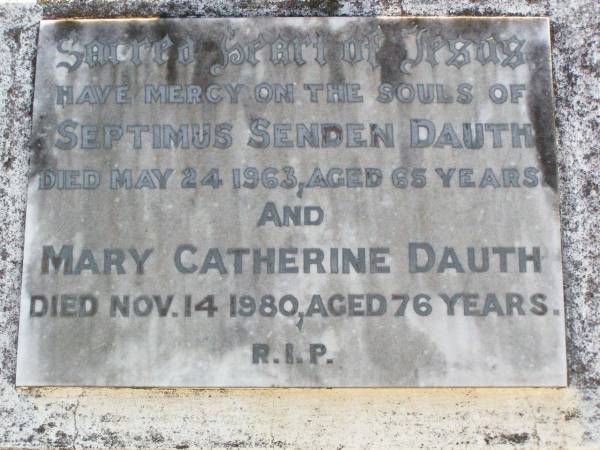 Sacred Heart of Jesus
HAVE MERCY ON THE SOULS OF
SEPTIMUS SENDEN DAUTH
DIED MAY 24 1963, AGED 65 YEARS.
AND
MARY CATHERINE DAUTH
DIED NOV. 14 1980, AGED 76 YEARS.
R.I.P.